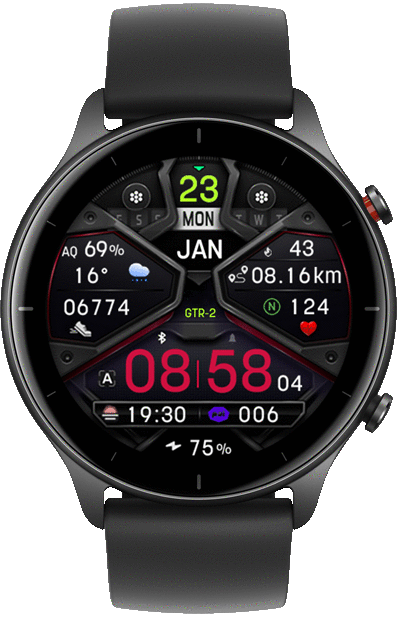 23
F S S MON T W T
JAN
AQ 69%
16°
06774
43
08.16km
N 124
GTR-2
A 08 58 04
19:30 PAI 006
75%